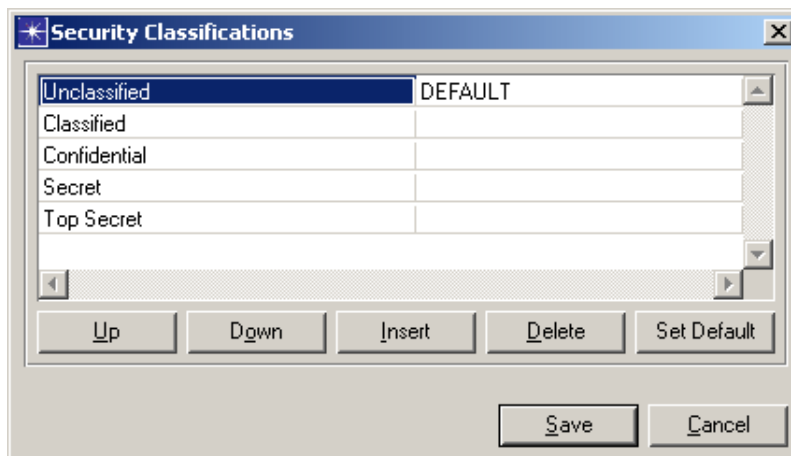 Security Classifications
Unclassified DEFAULT
Classified
Confidential
Secret
Top Secret
Up Down Insert Delete Set Default
Save Cancel